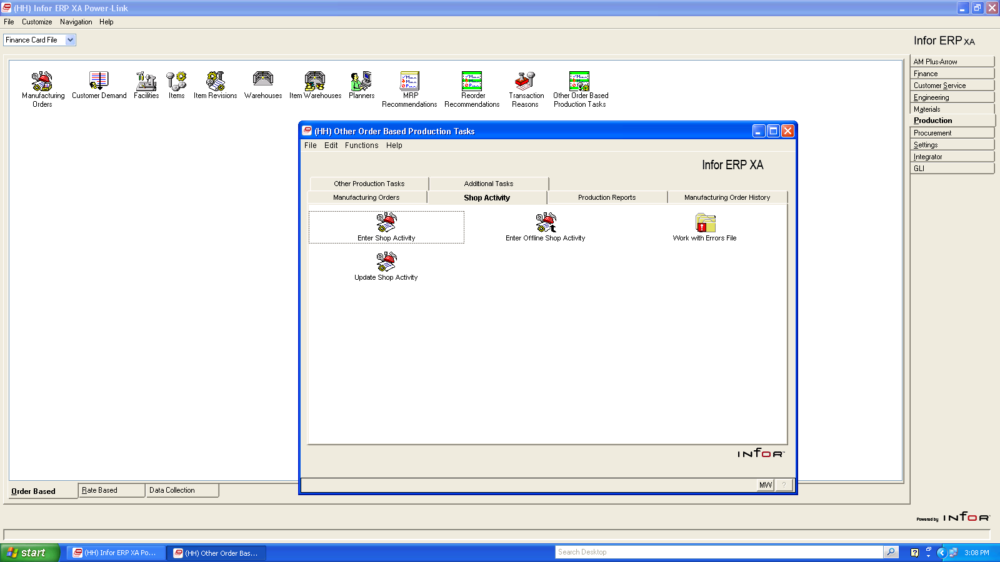 (HH) Infor ERP XA Power-Link
File Customize Navigation Help
Finance Card File
Infor ERP XA
Manufacturing Orders
Customer Demand
Facilities
Items
Item Revisions
Warehouses
Item Warehouses
Planners
MRP Recommendations
Reorder Recommendations
Transaction Reasons
Other Order Based Production Tasks
AM Plus-Arrow
Finance
Customer Service
Engineering
Materials
Production
Procurement
Settings
Integrator
GLI
(HH) Other Order Based Production Tasks
File Edit Functions Help
Infor ERP XA
Other Production Tasks Additional Tasks
Manufacturing Orders Shop Activity Production Reports Manufacturing Order History
Enter Shop Activity Enter Offline Shop Activity Work with Errors File
Update Shop Activity
infor
MW ?
Order Based Rate Based Data Collection
Powered by infor
start (HH) Infor ERP XA Po... (HH) Other Order Bas... Search Desktop 3:08 PM